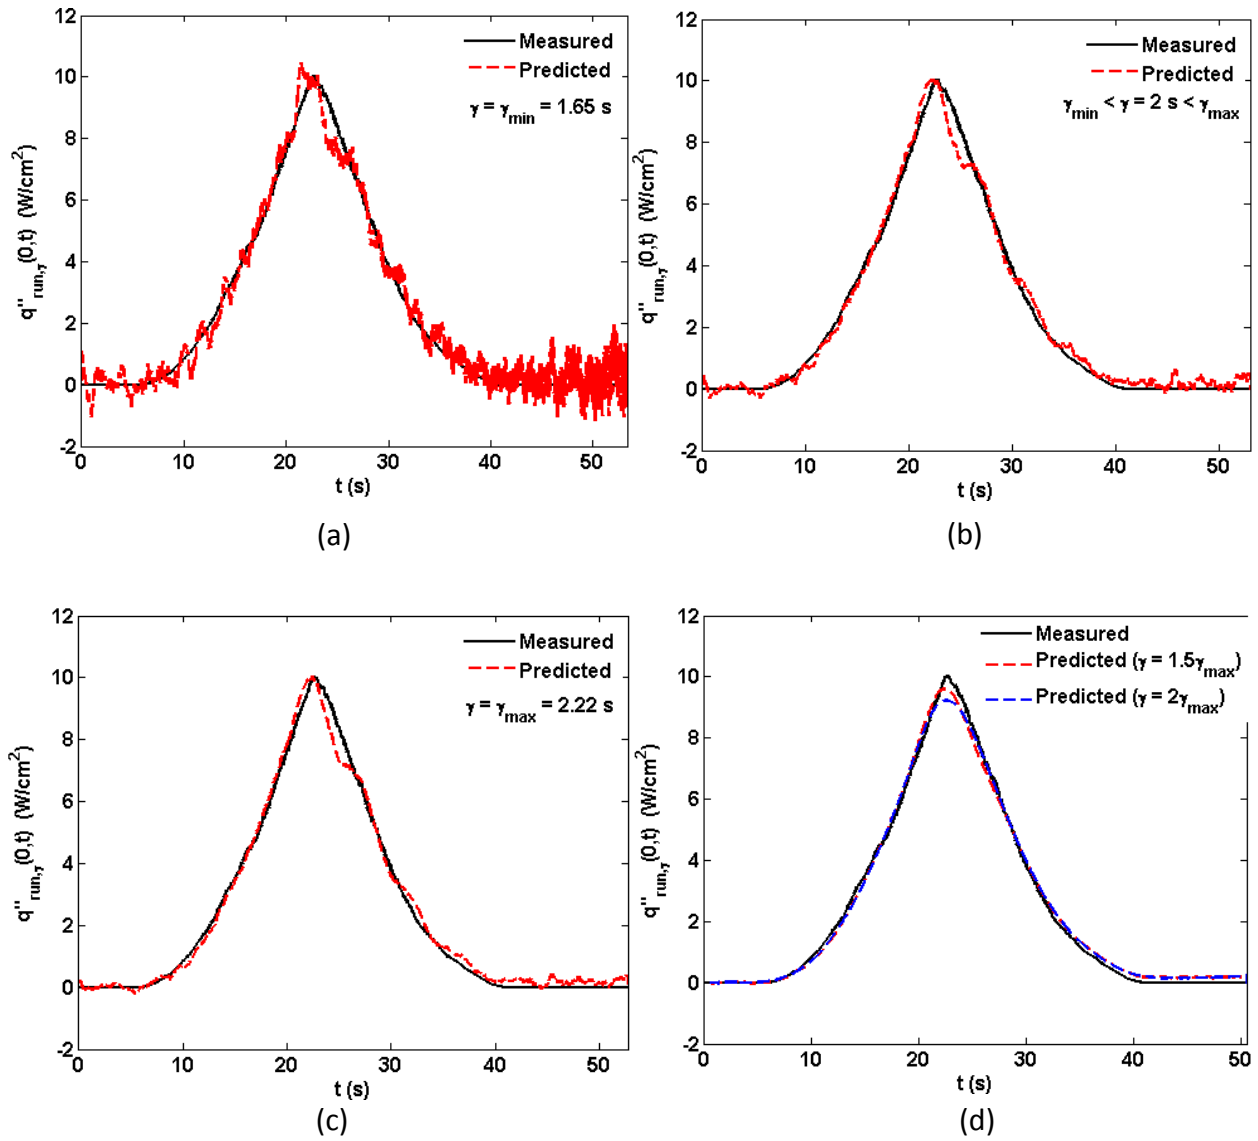 12
10
8
6
4
2
0
-2
q"run,γ(0,t) (W/cm2)
Measured
Predicted
γ = γmin = 1.65 s
0 10 20 30 40 50
t (s)
(a)
12
10
8
6
4
2
0
-2
q"run,γ(0,t) (W/cm2)
Measured
Predicted
γmin < γ = 2 s < γmax
0 10 20 30 40 50
t (s)
(b)
12
10
8
6
4
2
0
-2
q"run,γ(0,t) (W/cm2)
Measured
Predicted
γ = γmax = 2.22 s
0 10 20 30 40 50
t (s)
(c)
12
10
8
6
4
2
0
-2
q"run,γ(0,t) (W/cm2)
Measured
Predicted (γ = 1.5γmax)
Predicted (γ = 2γmax)
0 10 20 30 40 50
t (s)
(d)